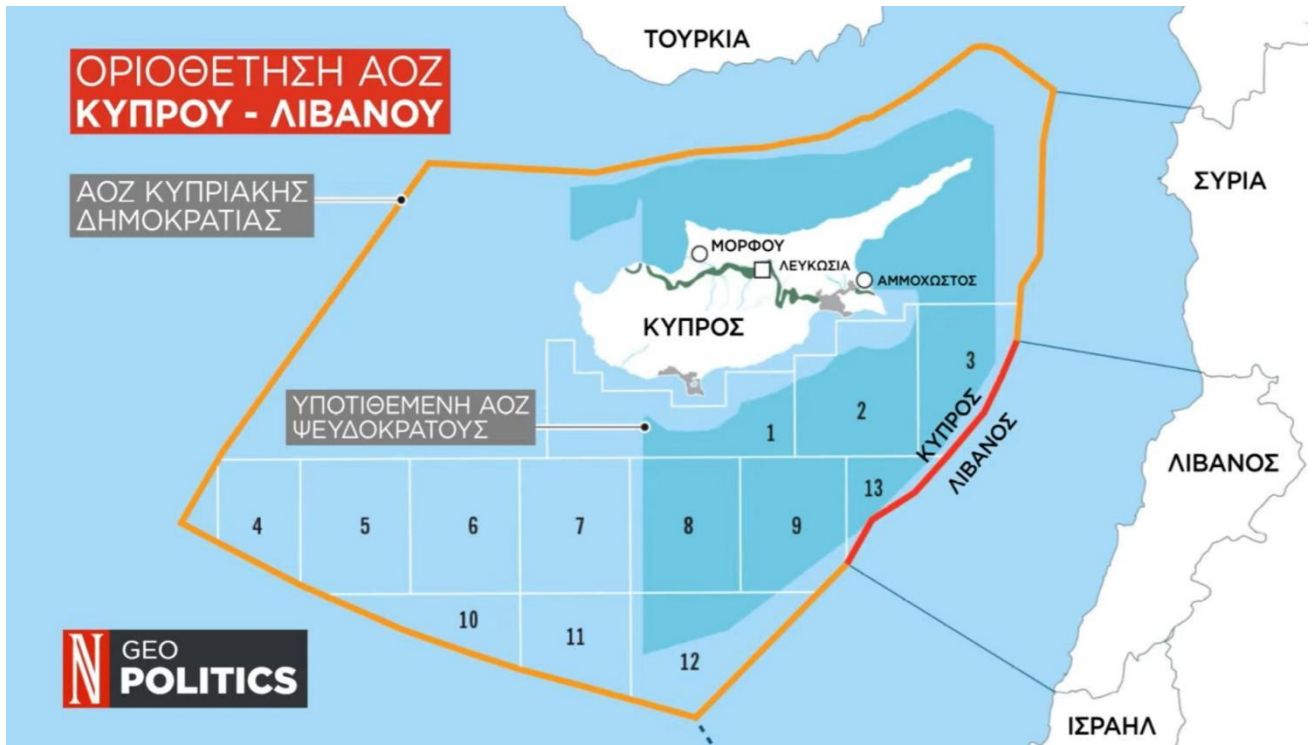 ΟΡΙΟΘΕΤΗΣΗ ΑΟΖ
ΚΥΠΡΟΥ - ΛΙΒΑΝΟΥ
ΤΟΥΡΚΙΑ
ΑΟΖ ΚΥΠΡΙΑΚΗΣ
ΔΗΜΟΚΡΑΤΙΑΣ
ΣΥΡΙΑ
ΜΟΡΦΟΥ
ΛΕΥΚΩΣΙΑ
ΑΜΜΟΧΩΣΤΟΣ
ΚΥΠΡΟΣ
ΥΠΟΤΙΘΕΜΕΝΗ ΑΟΖ
ΨΕΥΔΟΚΡΑΤΟΥΣ
3
2
1
ΚΥΠΡΟΣ
ΛΙΒΑΝΟΣ
ΛΙΒΑΝΟΣ
13
4
5
6
7
8
9
10
11
12
N
GEO
POLITICS
ΙΣΡΑΗΛ